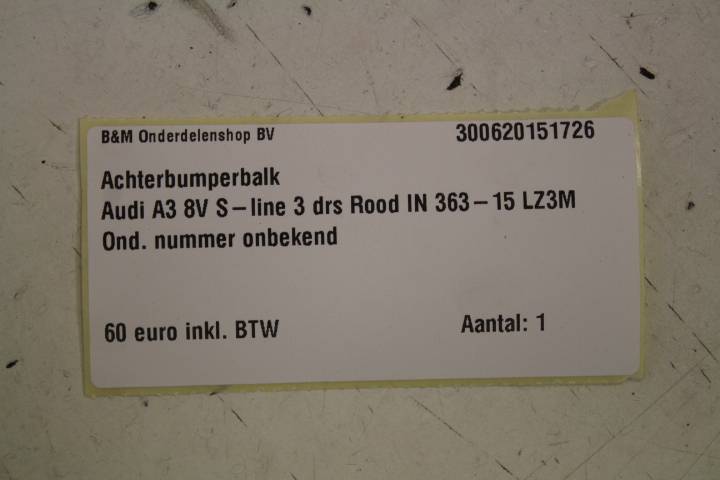 B&M Onderdelenshop BV 300620151726
Achterbumperbalk
Audi A3 8V S-line 3 drs Rood IN 363-15 LZ3M
Ond. nummer onbekend
60 euro inkl. BTW Aantal: 1